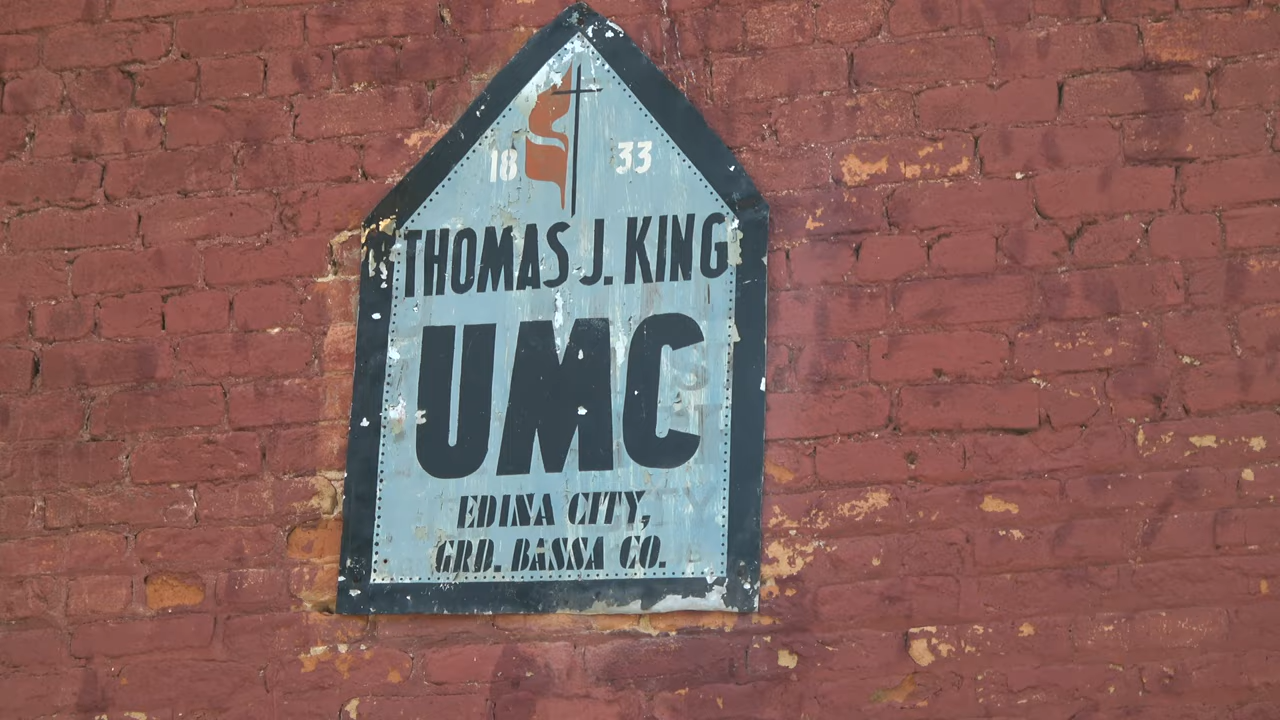 18 33
THOMAS J. KING
UMC
EDINA CITY,
GRD. BASSA CO.